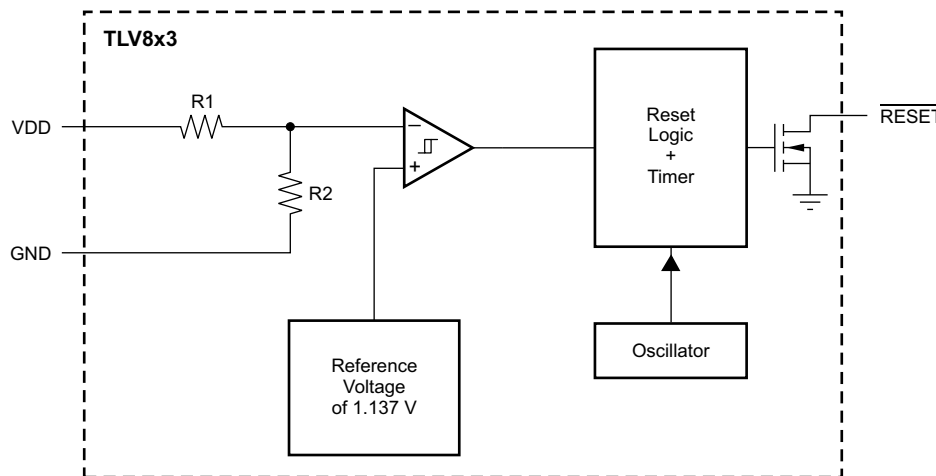 TLV8x3
R1
VDD
R2
GND
−
+
Reference
Voltage
of 1.137 V
Reset
Logic
+
Timer
Oscillator
RESET